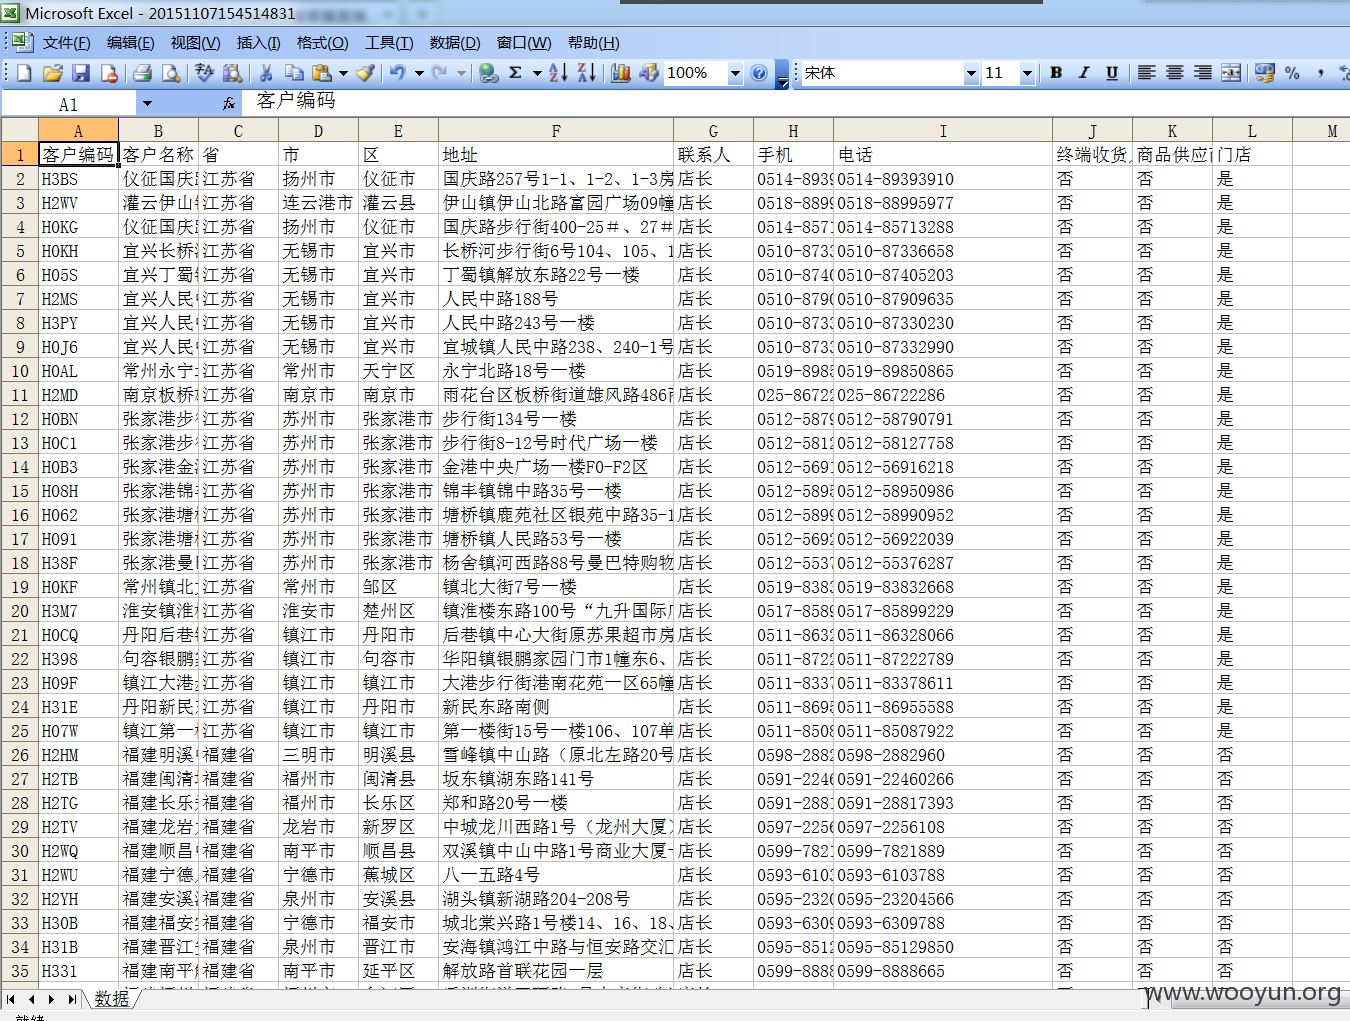 Microsoft Excel - 20151107154514831
文件(F) 编辑(E) 视图(V) 插入(I) 格式(O) 工具(T) 数据(D) 窗口(W) 帮助(H)
100% 宋体 11 B I U % ,
A1 fx 客户编码
A B C D E F G H I J K L M
1 客户编码 客户名称 省 市 区 地址 联系人 手机 电话 终端收货 商品供应 门店
2 H3BS 仪征国庆 江苏省 扬州市 仪征市 国庆路257号1-1、1-2、1-3房 店长 0514-8939 0514-89393910 否 否 是
3 H2WV 灌云伊山 江苏省 连云港市 灌云县 伊山镇伊山北路富园广场09幢 店长 0518-8899 0518-88995977 否 否 是
4 H0KG 仪征国庆 江苏省 扬州市 仪征市 国庆路步行街400-25＃、27＃ 店长 0514-8571 0514-85713288 否 否 是
5 H0KH 宜兴长桥 江苏省 无锡市 宜兴市 长桥河步行街6号104、105、1 店长 0510-8733 0510-87336658 否 否 是
6 H05S 宜兴丁蜀 江苏省 无锡市 宜兴市 丁蜀镇解放东路22号一楼 店长 0510-8740 0510-87405203 否 否 是
7 H2MS 宜兴人民 江苏省 无锡市 宜兴市 人民中路188号 店长 0510-8790 0510-87909635 否 否 是
8 H3PY 宜兴人民 江苏省 无锡市 宜兴市 人民中路243号一楼 店长 0510-8733 0510-87330230 否 否 是
9 H0J6 宜兴人民 江苏省 无锡市 宜兴市 宜城镇人民中路238、240-1号 店长 0510-8733 0510-87332990 否 否 是
10 H0AL 常州永宁 江苏省 常州市 天宁区 永宁北路18号一楼 店长 0519-8985 0519-89850865 否 否 是
11 H2MD 南京板桥 江苏省 南京市 南京市 雨花台区板桥街道雄风路486 店长 025-86722 025-86722286 否 否 是
12 H0BN 张家港步 江苏省 苏州市 张家港市 步行街134号一楼 店长 0512-5879 0512-58790791 否 否 是
13 H0C1 张家港步 江苏省 苏州市 张家港市 步行街8-12号时代广场一楼 店长 0512-5812 0512-58127758 否 否 是
14 H0B3 张家港金 江苏省 苏州市 张家港市 金港中央广场一楼F0-F2区 店长 0512-5691 0512-56916218 否 否 是
15 H08H 张家港锦 江苏省 苏州市 张家港市 锦丰镇锦中路35号一楼 店长 0512-5895 0512-58950986 否 否 是
16 H062 张家港塘 江苏省 苏州市 张家港市 塘桥镇鹿苑社区银苑中路35-1 店长 0512-5899 0512-58990952 否 否 是
17 H091 张家港塘 江苏省 苏州市 张家港市 塘桥镇人民路53号一楼 店长 0512-5692 0512-56922039 否 否 是
18 H38F 张家港曼 江苏省 苏州市 张家港市 杨舍镇河西路88号曼巴特购物 店长 0512-5537 0512-55376287 否 否 是
19 H0KF 常州镇北 江苏省 常州市 邹区 镇北大街7号一楼 店长 0519-8383 0519-83832668 否 否 是
20 H3M7 淮安镇淮 江苏省 淮安市 楚州区 镇淮楼东路100号“九升国际 店长 0517-8589 0517-85899229 否 否 是
21 H0CQ 丹阳后巷 江苏省 镇江市 丹阳市 后巷镇中心大街原苏果超市房 店长 0511-8632 0511-86328066 否 否 是
22 H398 句容银鹏 江苏省 镇江市 句容市 华阳镇银鹏家园门市1幢东6、 店长 0511-8722 0511-87222789 否 否 是
23 H09F 镇江大港 江苏省 镇江市 镇江市 大港步行街港南花苑一区65幢 店长 0511-8337 0511-83378611 否 否 是
24 H31E 丹阳新民 江苏省 镇江市 丹阳市 新民东路南侧 店长 0511-8695 0511-86955588 否 否 是
25 H07W 镇江第一 江苏省 镇江市 镇江市 第一楼街15号一楼106、107单 店长 0511-8508 0511-85087922 否 否 是
26 H2HM 福建明溪 福建省 三明市 明溪县 雪峰镇中山路（原北左路20号 店长 0598-2882 0598-2882960 否 否 否
27 H2TB 福建闽清 福建省 福州市 闽清县 坂东镇湖东路141号 店长 0591-2246 0591-22460266 否 否 否
28 H2TG 福建长乐 福建省 福州市 长乐区 郑和路20号一楼 店长 0591-2881 0591-28817393 否 否 否
29 H2TV 福建龙岩 福建省 龙岩市 新罗区 中城龙川西路1号（龙州大厦） 店长 0597-2256 0597-2256108 否 否 否
30 H2WQ 福建顺昌 福建省 南平市 顺昌县 双溪镇中山中路1号商业大厦 店长 0599-7821 0599-7821889 否 否 否
31 H2WU 福建宁德 福建省 宁德市 蕉城区 八一五路4号 店长 0593-6103 0593-6103788 否 否 否
32 H2YH 福建安溪 福建省 泉州市 安溪县 湖头镇新湖路204-208号 店长 0595-2320 0595-23204566 否 否 否
33 H30B 福建福安 福建省 宁德市 福安市 城北棠兴路1号楼14、16、18、 店长 0593-6309 0593-6309788 否 否 否
34 H31B 福建晋江 福建省 泉州市 晋江市 安海镇鸿江中路与恒安路交汇 店长 0595-8512 0595-85129850 否 否 否
35 H331 福建南平 福建省 南平市 延平区 解放路首联花园一层 店长 0599-8888 0599-8888665 否 否 否
数据
www.wooyun.org
就绪